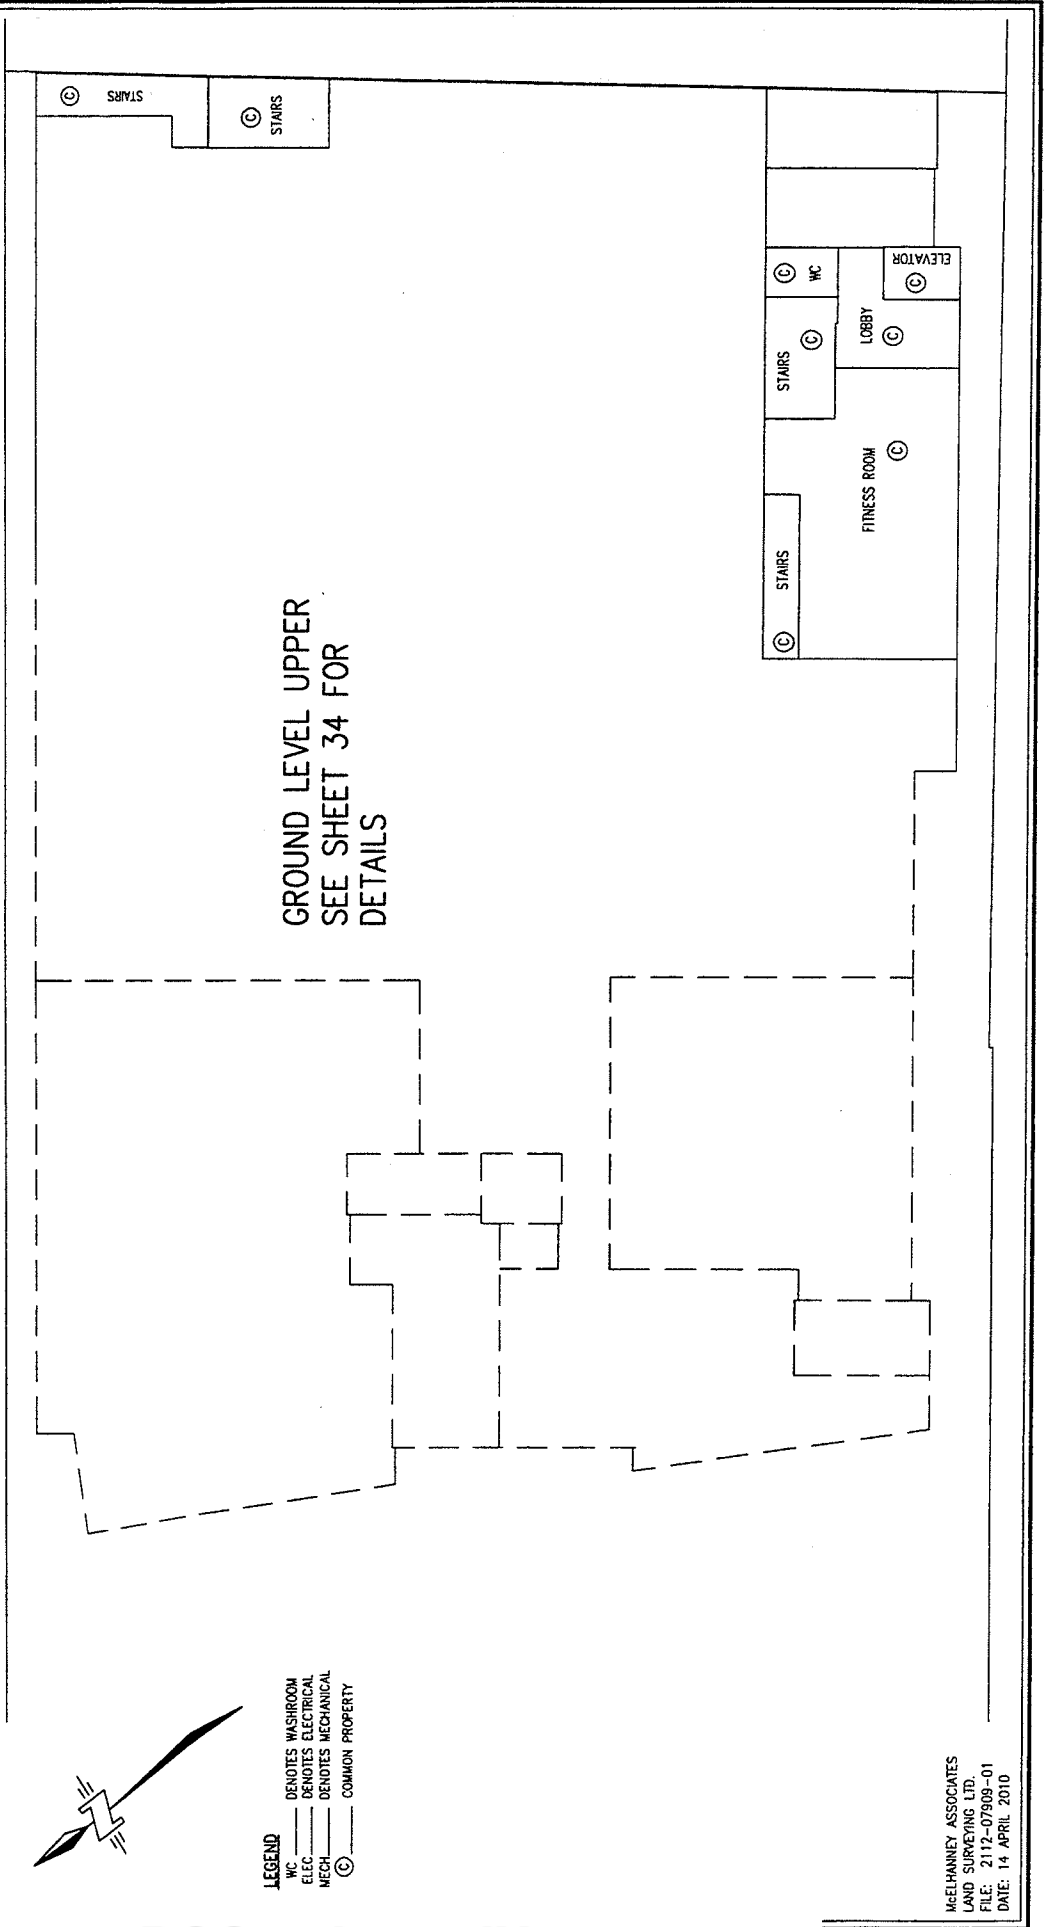 STAIRS
Ⓒ
Ⓒ
STAIRS
Ⓒ
WC
ELEVATOR
Ⓒ
STAIRS
Ⓒ
LOBBY
Ⓒ
FITNESS ROOM
Ⓒ
STAIRS
Ⓒ
GROUND LEVEL UPPER
SEE SHEET 34 FOR
DETAILS
N
LEGEND
WC DENOTES WASHROOM
ELEC DENOTES ELECTRICAL
MECH DENOTES MECHANICAL
Ⓒ COMMON PROPERTY
McELHANNEY ASSOCIATES
LAND SURVEYING LTD.
FILE: 2112-07909-01
DATE: 14 APRIL 2010